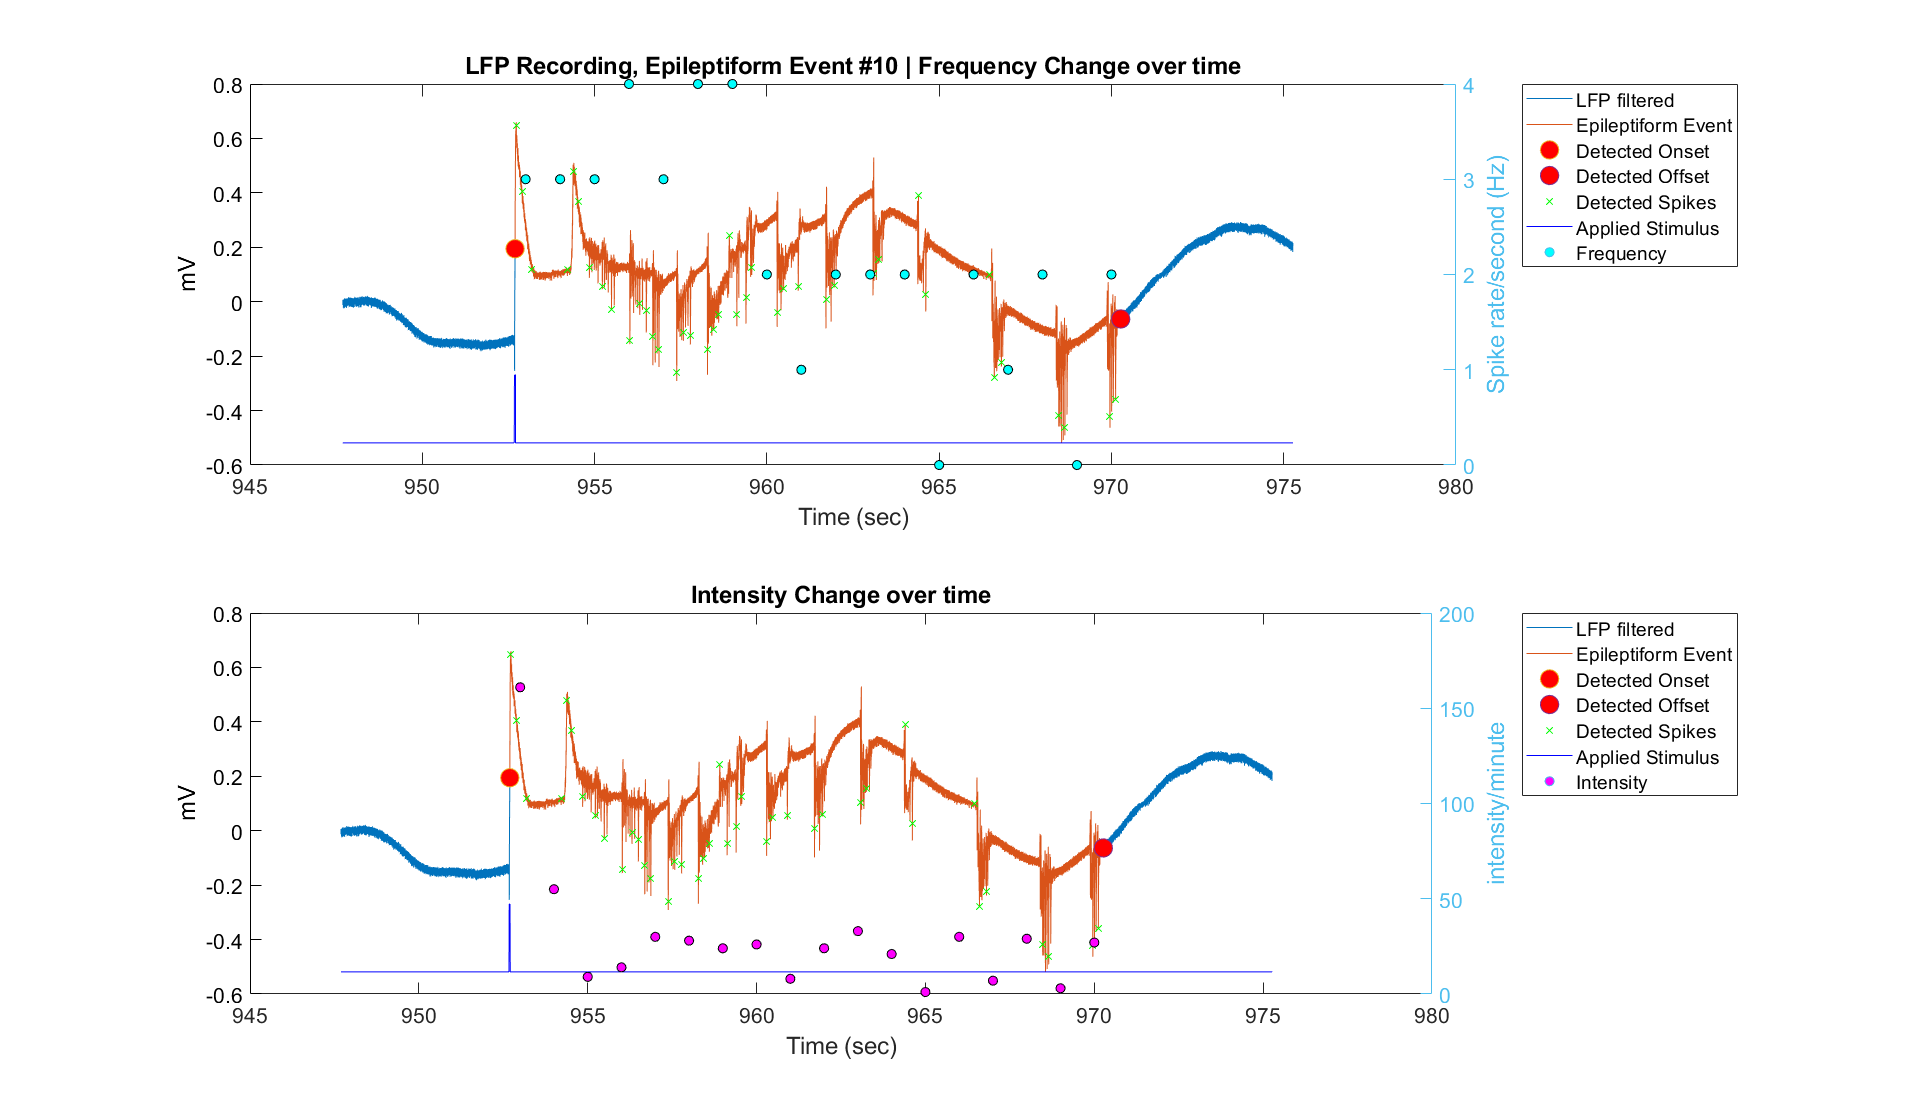 LFP Recording, Epileptiform Event #10 | Frequency Change over time
0.8
0.6
0.4
0.2
0
-0.2
-0.4
-0.6
mV
945 950 955 960 965 970 975 980
Time (sec)
4
3
2
1
0
Spike rate/second (Hz)
LFP filtered
Epileptiform Event
Detected Onset
Detected Offset
Detected Spikes
Applied Stimulus
Frequency
Intensity Change over time
0.8
0.6
0.4
0.2
0
-0.2
-0.4
-0.6
mV
945 950 955 960 965 970 975 980
Time (sec)
200
150
100
50
0
intensity/minute
LFP filtered
Epileptiform Event
Detected Onset
Detected Offset
Detected Spikes
Applied Stimulus
Intensity